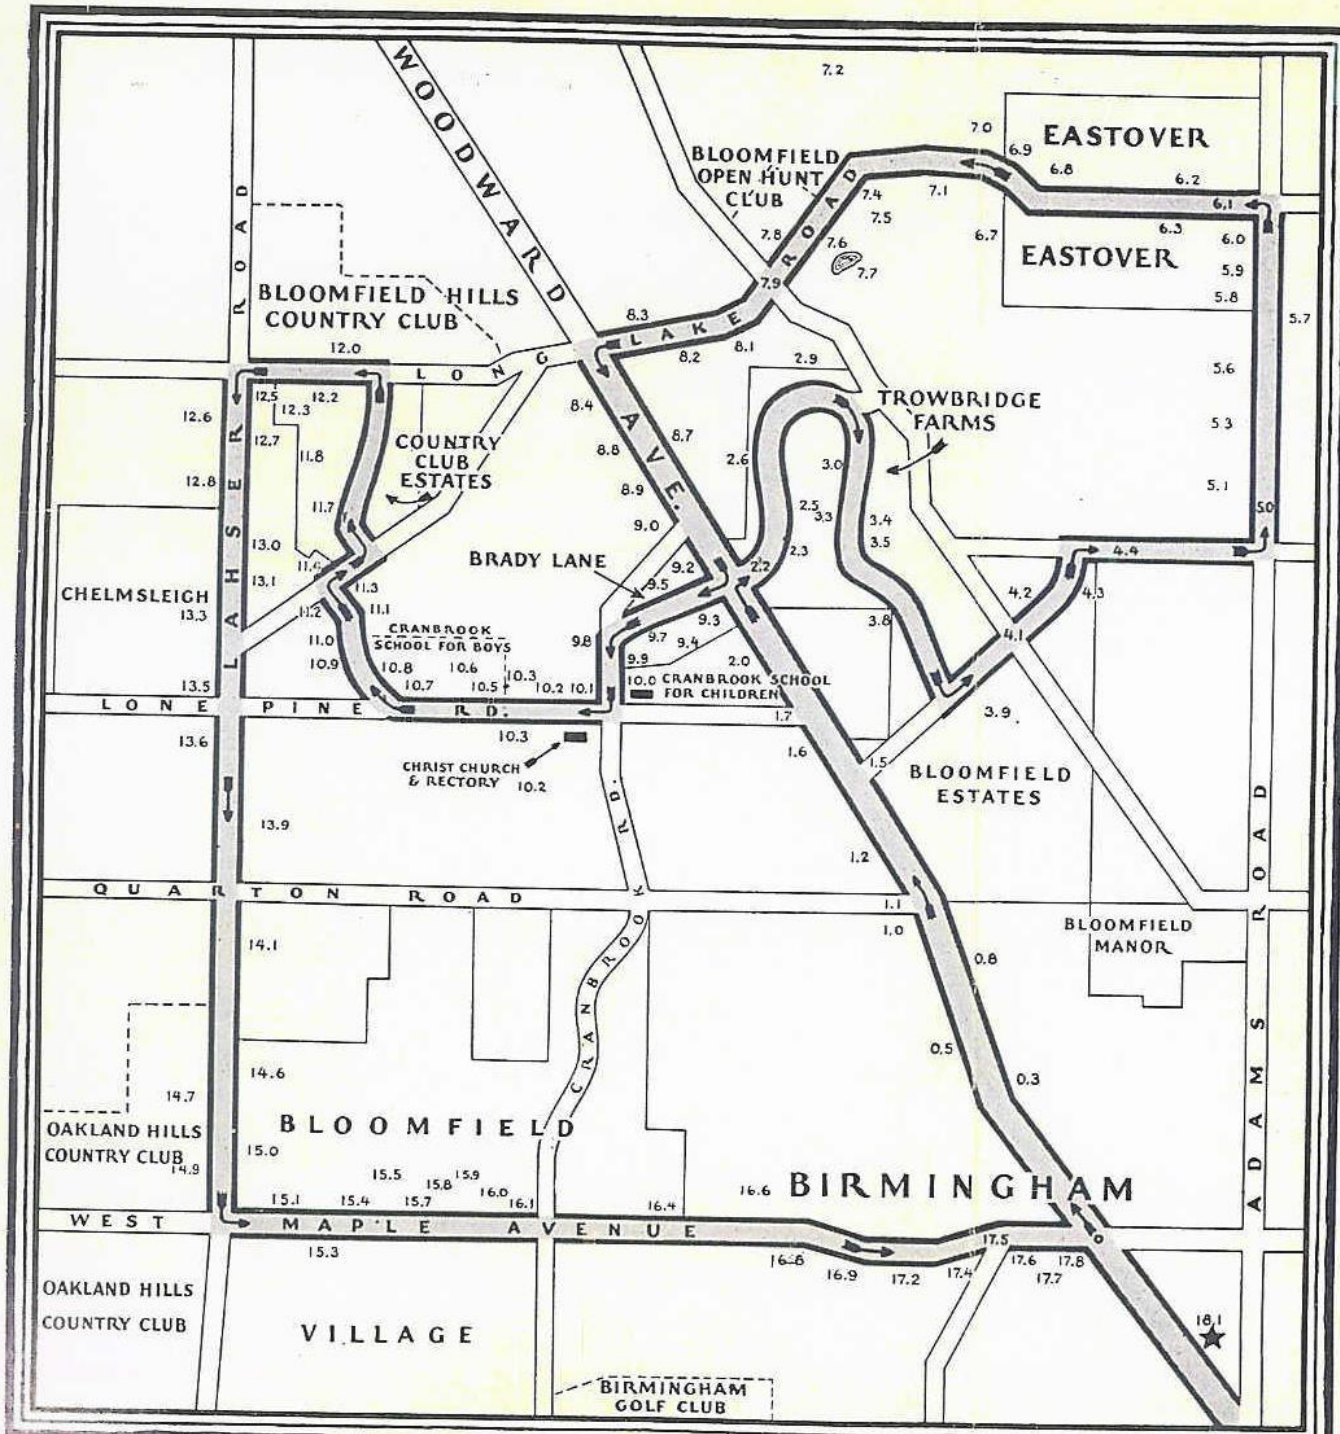 WOODWARD AVE.
7.2
7.0
EASTOVER
6.9
6.8
6.2
BLOOMFIELD
OPEN HUNT
CLUB
7.4
7.1
7.5
6.1
6.7
6.3
6.0
EASTOVER
5.9
5.8
5.7
7.8
7.6
7.7
7.9
ROAD
BLOOMFIELD HILLS
COUNTRY CLUB
8.3
LONG LAKE ROAD
8.2
8.1
2.9
12.0
5.6
12.6
12.5
12.3
12.2
12.7
11.8
8.4
8.7
8.8
TROWBRIDGE
FARMS
5.3
COUNTRY
CLUB
ESTATES
2.6
3.0
12.8
8.9
5.1
11.7
9.0
2.5
3.3
3.4
3.5
5.0
LAHSER ROAD
13.0
BRADY LANE
9.2
2.2
2.3
4.4
13.1
11.3
9.5
4.2
4.3
CHELMSLEIGH
13.3
11.2
11.1
11.0
CRANBROOK
SCHOOL FOR BOYS
9.8
9.7
9.3
9.4
3.8
4.1
10.9
10.8
10.7
10.6
10.5
10.3
10.2
10.1
9.9
2.0
10.0
CRANBROOK SCHOOL
FOR CHILDREN
13.5
LONE PINE RD.
1.7
3.9
13.6
10.3
1.6
CHRIST CHURCH
& RECTORY
10.2
1.5
BLOOMFIELD
ESTATES
13.9
1.2
QUARTON ROAD
1.1
1.0
BLOOMFIELD
MANOR
14.1
0.8
CRANBROOK RD.
ADAMS ROAD
0.5
0.3
14.6
14.7
BLOOMFIELD
OAKLAND HILLS
COUNTRY CLUB
14.9
15.0
15.5
15.8
15.9
15.1
15.4
15.7
16.0
16.1
16.4
16.6
BIRMINGHAM
WEST MAPLE AVENUE
0
15.3
16.9
17.2
17.4
17.5
17.6
17.7
17.8
OAKLAND HILLS
COUNTRY CLUB
VILLAGE
18.1
BIRMINGHAM
GOLF CLUB